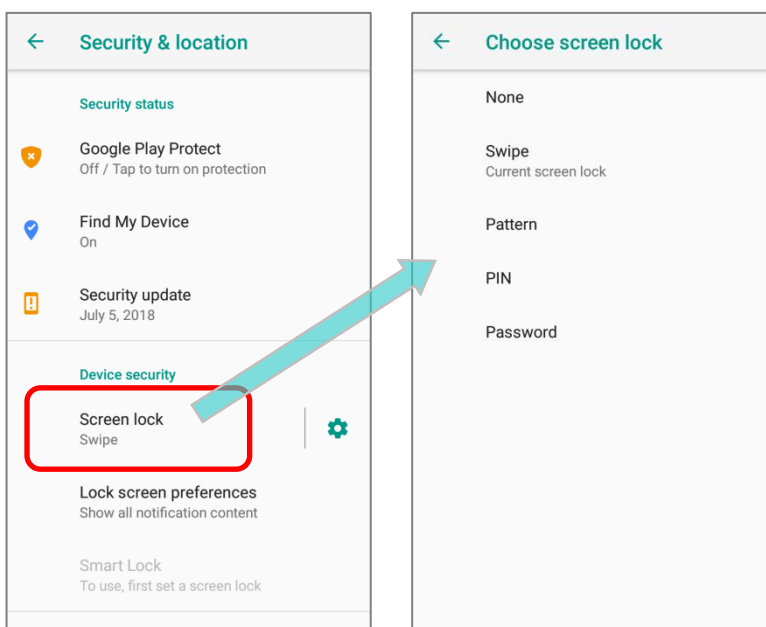 Security & location
Security status
Google Play Protect
Off / Tap to turn on protection
Find My Device
On
Security update
July 5, 2018
Device security
Screen lock
Swipe
Lock screen preferences
Show all notification content
Smart Lock
To use, first set a screen lock
Choose screen lock
None
Swipe
Current screen lock
Pattern
PIN
Password